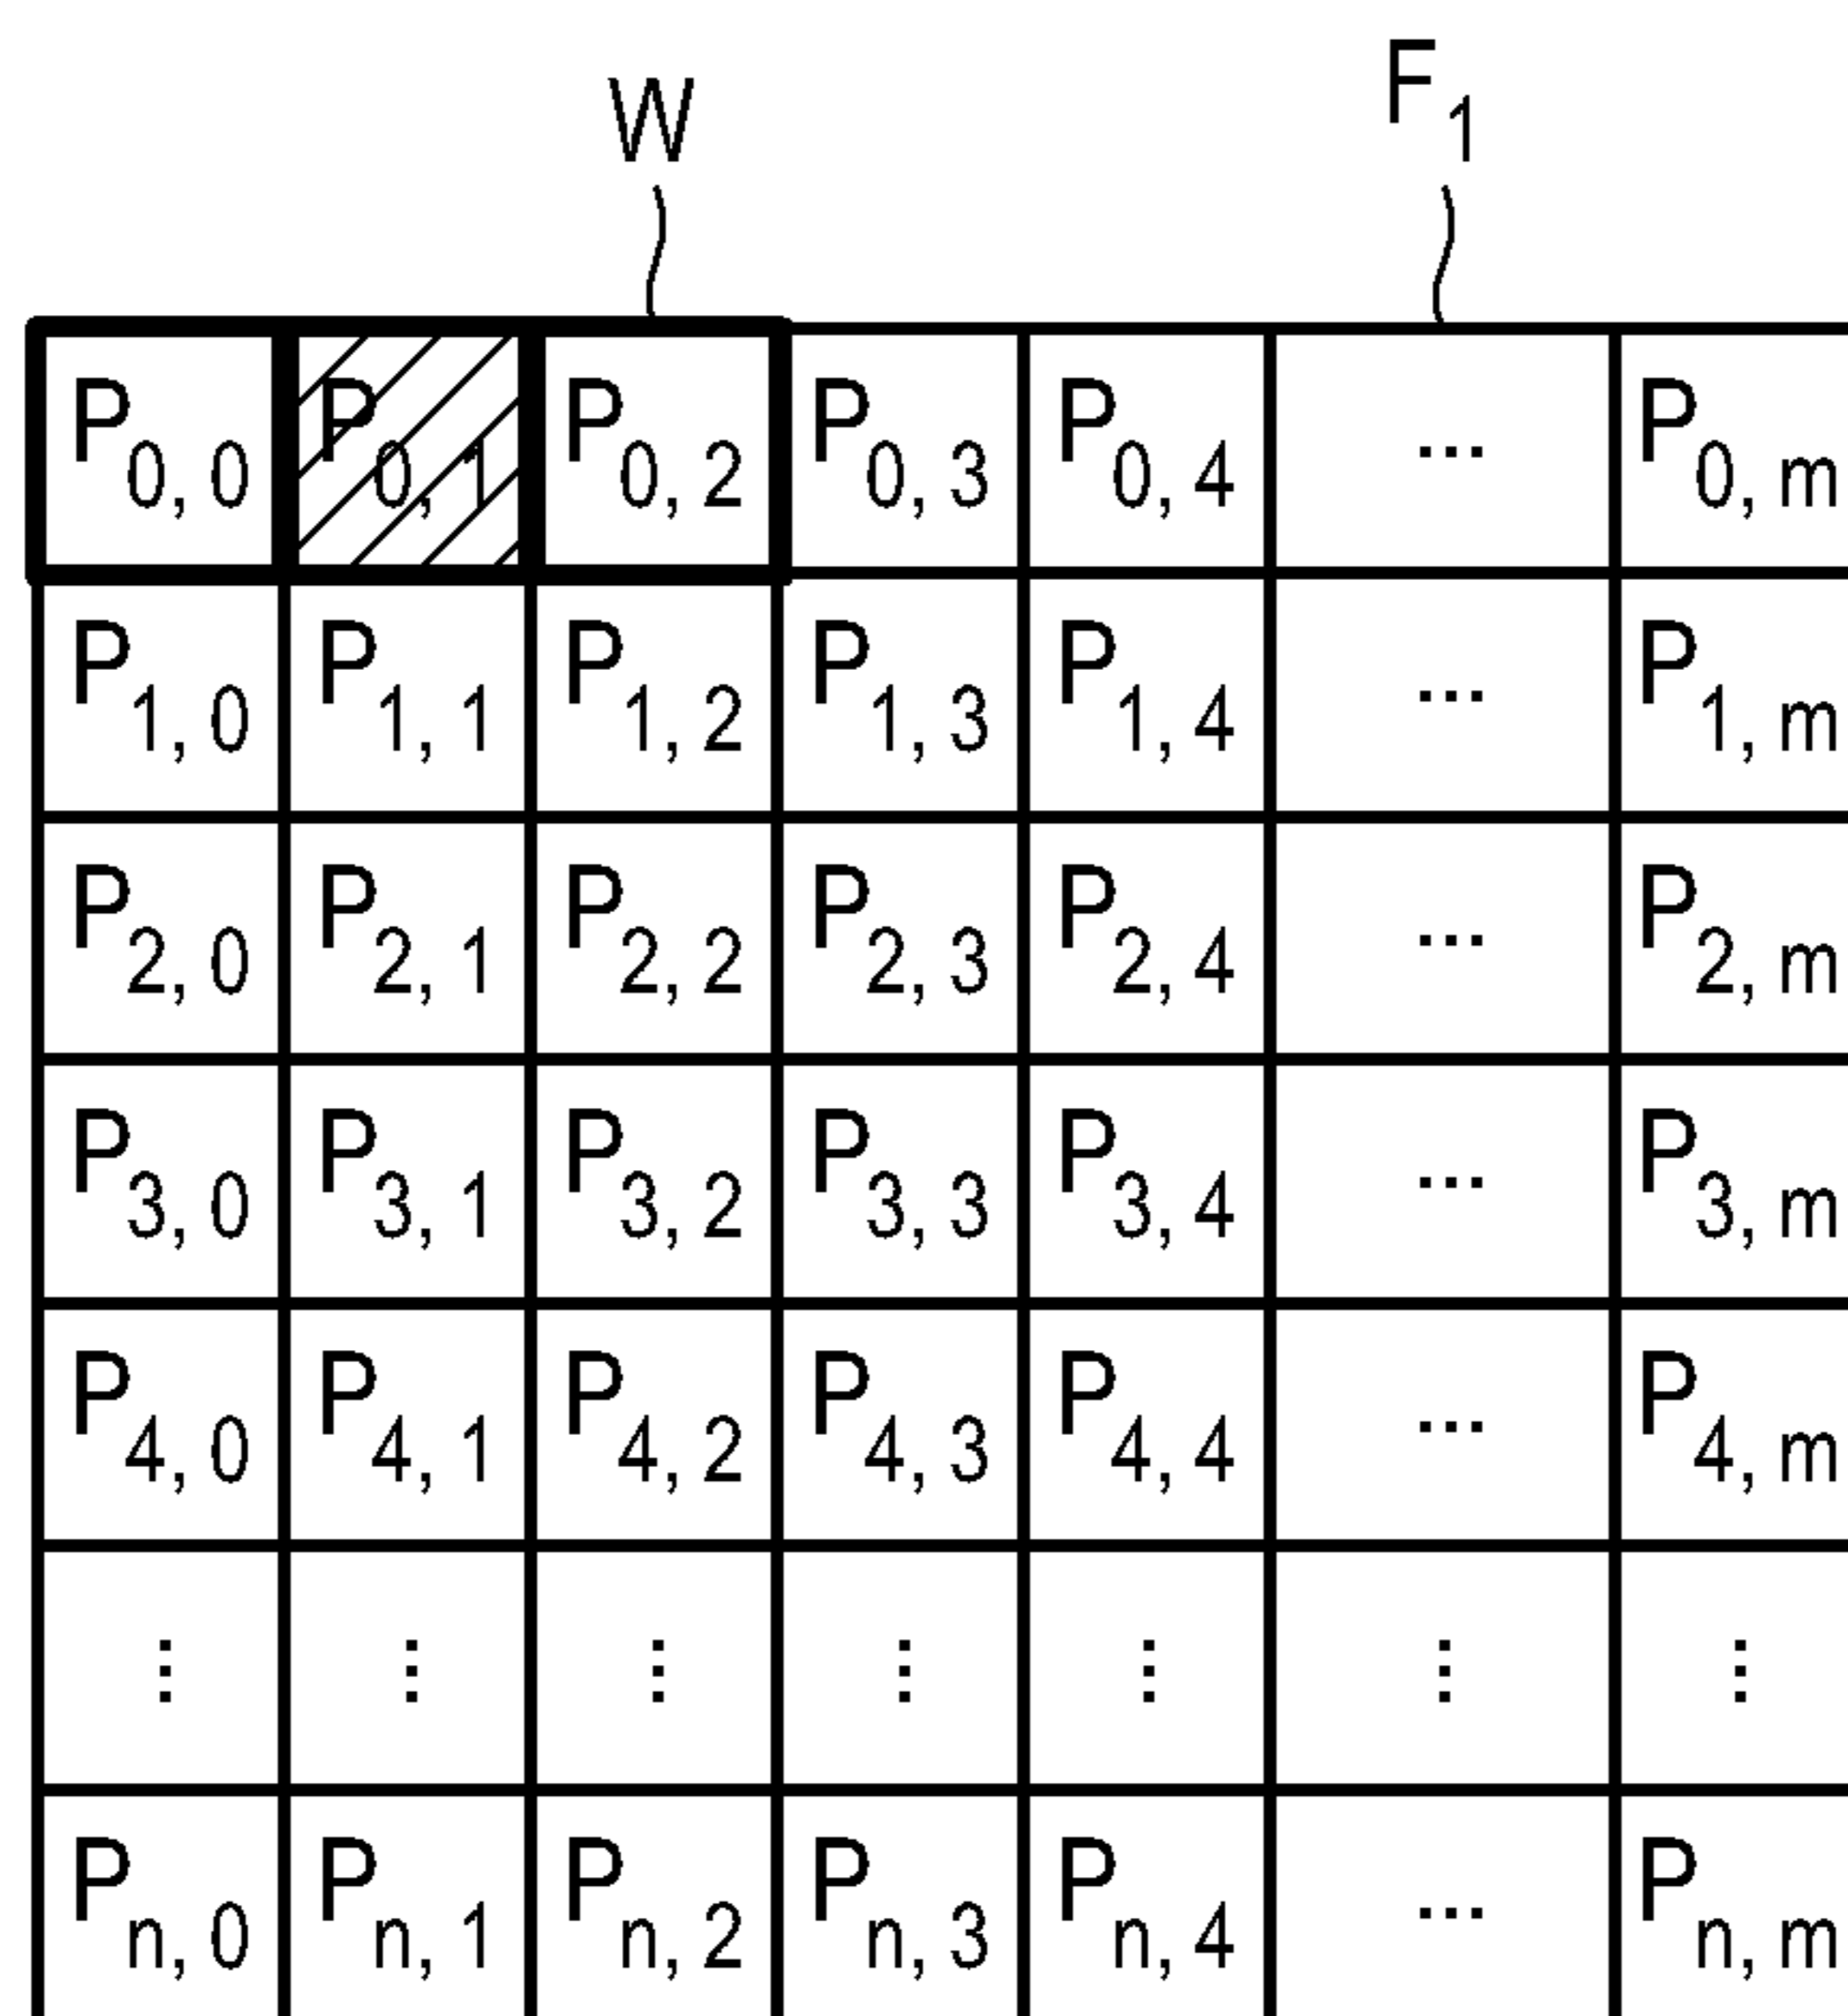 W F1
P0,0 P0,1 P0,2 P0,3 P0,4 ... P0,m
P1,0 P1,1 P1,2 P1,3 P1,4 ... P1,m
P2,0 P2,1 P2,2 P2,3 P2,4 ... P2,m
P3,0 P3,1 P3,2 P3,3 P3,4 ... P3,m
P4,0 P4,1 P4,2 P4,3 P4,4 ... P4,m
⋮ ⋮ ⋮ ⋮ ⋮ ⋮ ⋮
Pn,0 Pn,1 Pn,2 Pn,3 Pn,4 ... Pn,m